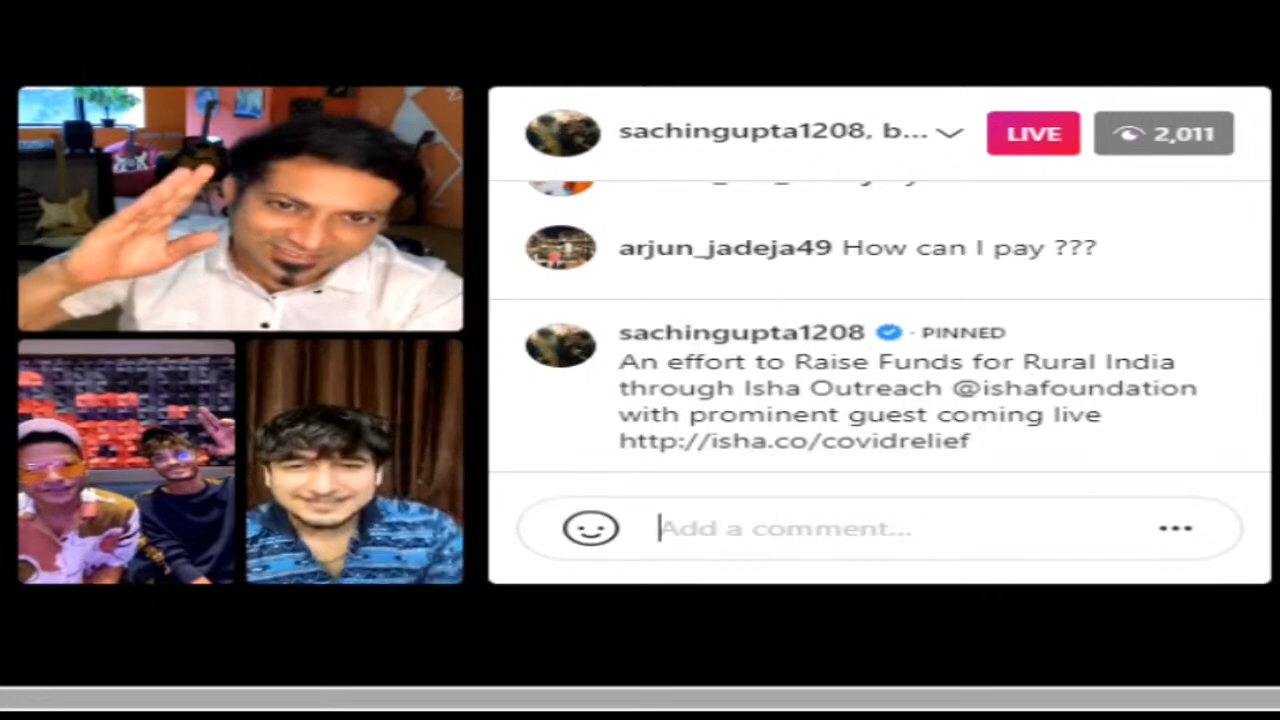 sachingupta1208, b...
LIVE
2,011
arjun_jadeja49 How can I pay ???
sachingupta1208 · PINNED
An effort to Raise Funds for Rural India
through Isha Outreach @ishafoundation
with prominent guest coming live
http://isha.co/covidrelief
Add a comment...